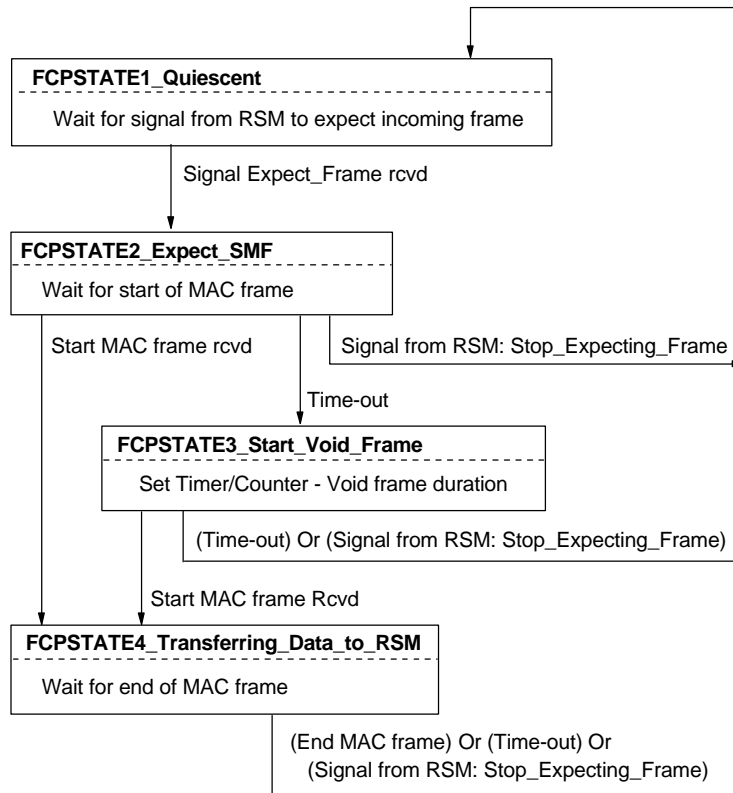 FCPSTATE1_Quiescent
Wait for signal from RSM to expect incoming frame
Signal Expect_Frame rcvd
FCPSTATE2_Expect_SMF
Wait for start of MAC frame
Start MAC frame rcvd
Signal from RSM: Stop_Expecting_Frame
Time-out
FCPSTATE3_Start_Void_Frame
Set Timer/Counter - Void frame duration
(Time-out) Or (Signal from RSM: Stop_Expecting_Frame)
Start MAC frame Rcvd
FCPSTATE4_Transferring_Data_to_RSM
Wait for end of MAC frame
(End MAC frame) Or (Time-out) Or
(Signal from RSM: Stop_Expecting_Frame)